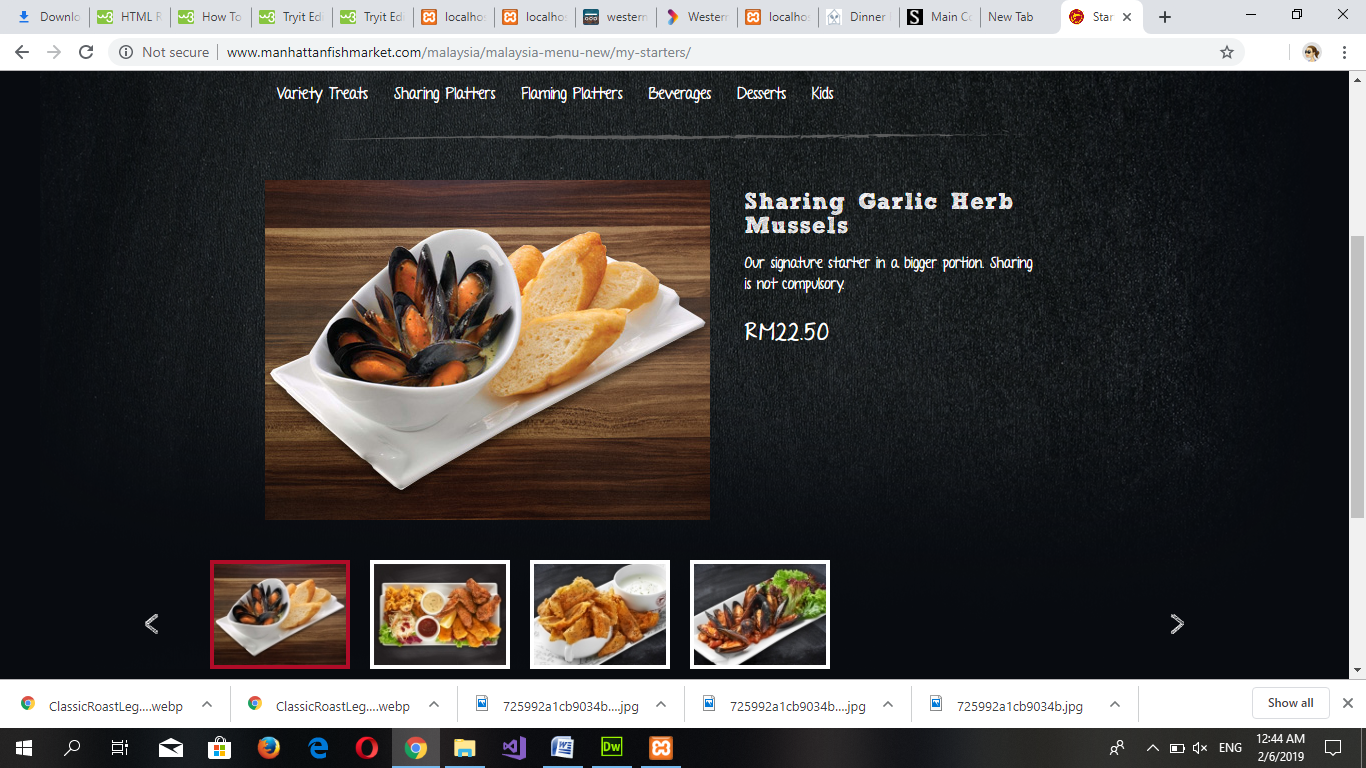 Downlo
HTML R
How To
Tryit Edi
Tryit Edi
localhos
localhos
western
Western
localhos
Dinner
Main Co
New Tab
Star
Not secure
www.manhattanfishmarket.com/malaysia/malaysia-menu-new/my-starters/
Variety Treats Sharing Platters Flaming Platters Beverages Desserts Kids
Sharing Garlic Herb
Mussels
Our signature starter in a bigger portion. Sharing
is not compulsory.
RM22.50
ClassicRoastLeg....webp
ClassicRoastLeg....webp
725992a1cb9034b....jpg
725992a1cb9034b....jpg
725992a1cb9034b.jpg
Show all
W
Dw
ENG
12:44 AM
2/6/2019